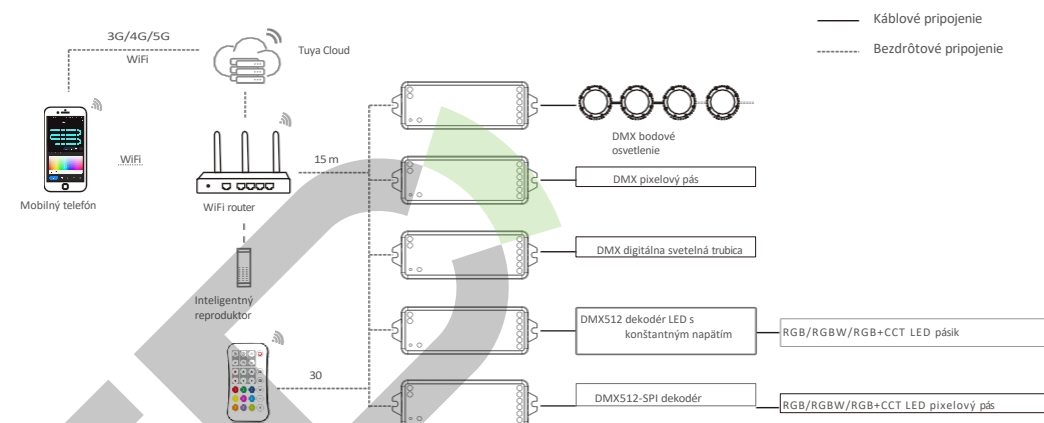 Káblové pripojenie
Bezdrôtové pripojenie
3G/4G/5G
WiFi
Tuya Cloud
WiFi
Mobilný telefón
WiFi router
15 m
Inteligentný
reproduktor
30
DMX bodové
osvetlenie
DMX pixelový pás
DMX digitálna svetelná trubica
DMX512 dekodér LED s
konštantným napätím
RGB/RGBW/RGB+CCT LED pásik
DMX512-SPI dekodér
RGB/RGBW/RGB+CCT LED pixelový pás